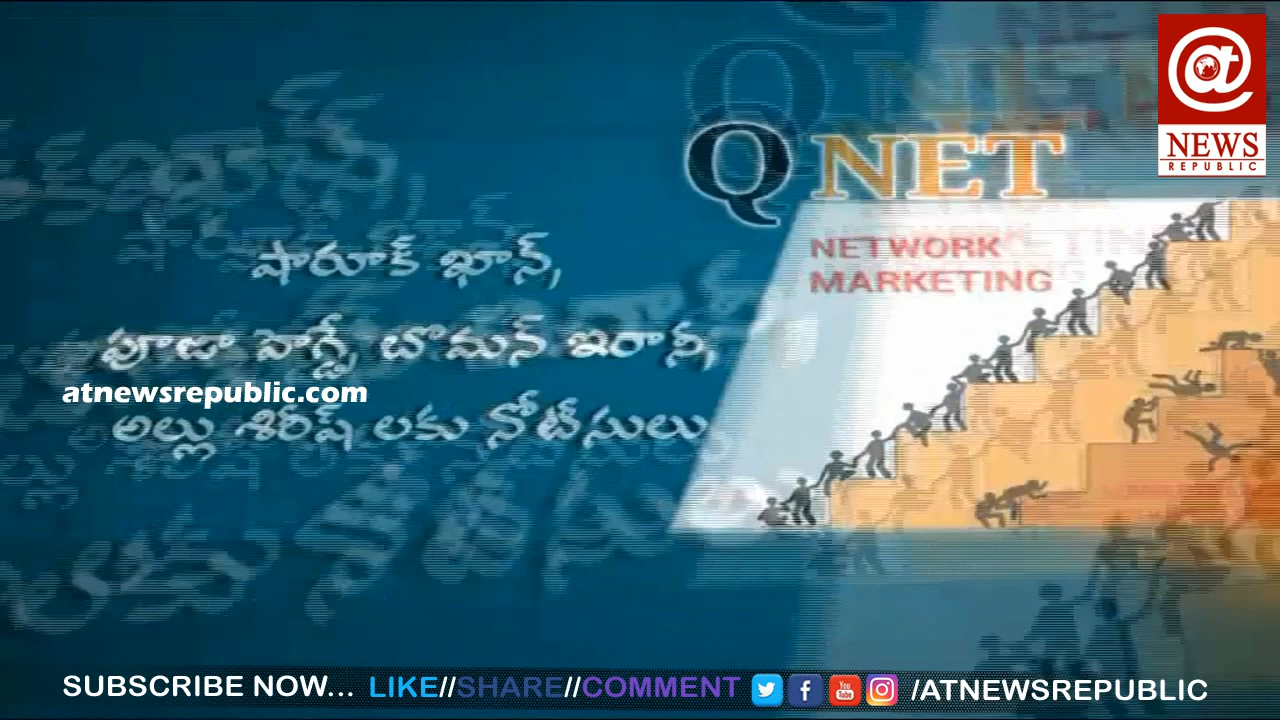 @
NEWS
REPUBLIC
Q NET
NETWORK
MARKETING
షారూక్ ఖాన్,
పూజా హెగ్డే, బొమన్ ఇరానీ,
atnewsrepublic.com
అల్లు శిరీష్ లకు నోటీసులు
SUBSCRIBE NOW... LIKE//SHARE//COMMENT /ATNEWSREPUBLIC